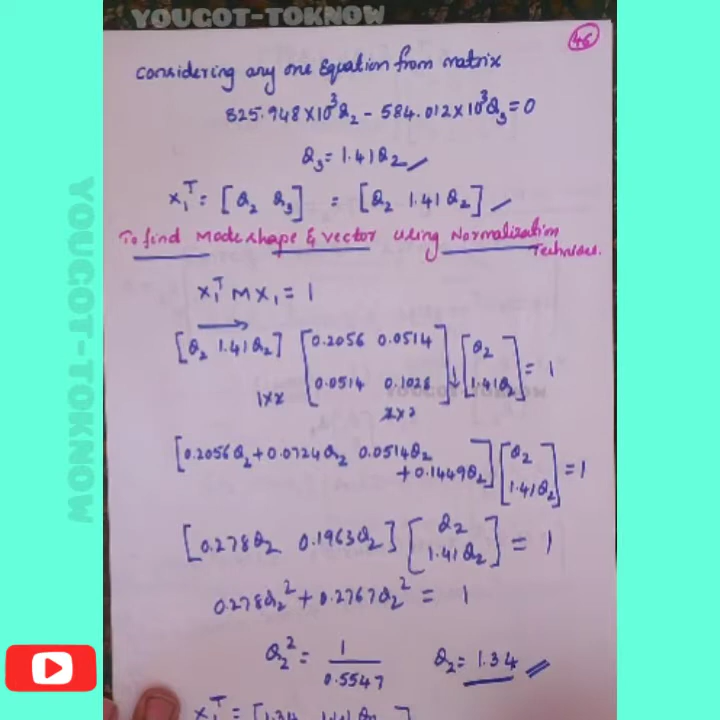 YOUGOT-TOKNOW
46
Considering any one Equation from matrix
825.948×10³Q₂ - 584.012×10³Q₃ = 0
Q₃ = 1.41Q₂
x₁ᵀ = [Q₂ Q₃] = [Q₂ 1.41Q₂]
To find Mode shape & vector using Normalization
Technique.
x₁ᵀ M x₁ = 1
[Q₂ 1.41Q₂] [0.2056 0.0514] [Q₂] = 1
[0.0514 0.1028] [1.41Q₂]
1×2
2×2
[0.2056Q₂ + 0.0724Q₂ 0.0514Q₂ [Q₂
+ 0.1449Q₂] 1.41Q₂] = 1
[0.278Q₂ 0.1963Q₂] [Q₂
1.41Q₂] = 1
0.278Q₂² + 0.2767Q₂² = 1
Q₂² = 1/0.5547 Q₂ = 1.34
YOUGOT-TOKNOW
YOUGOT-TOKNOW